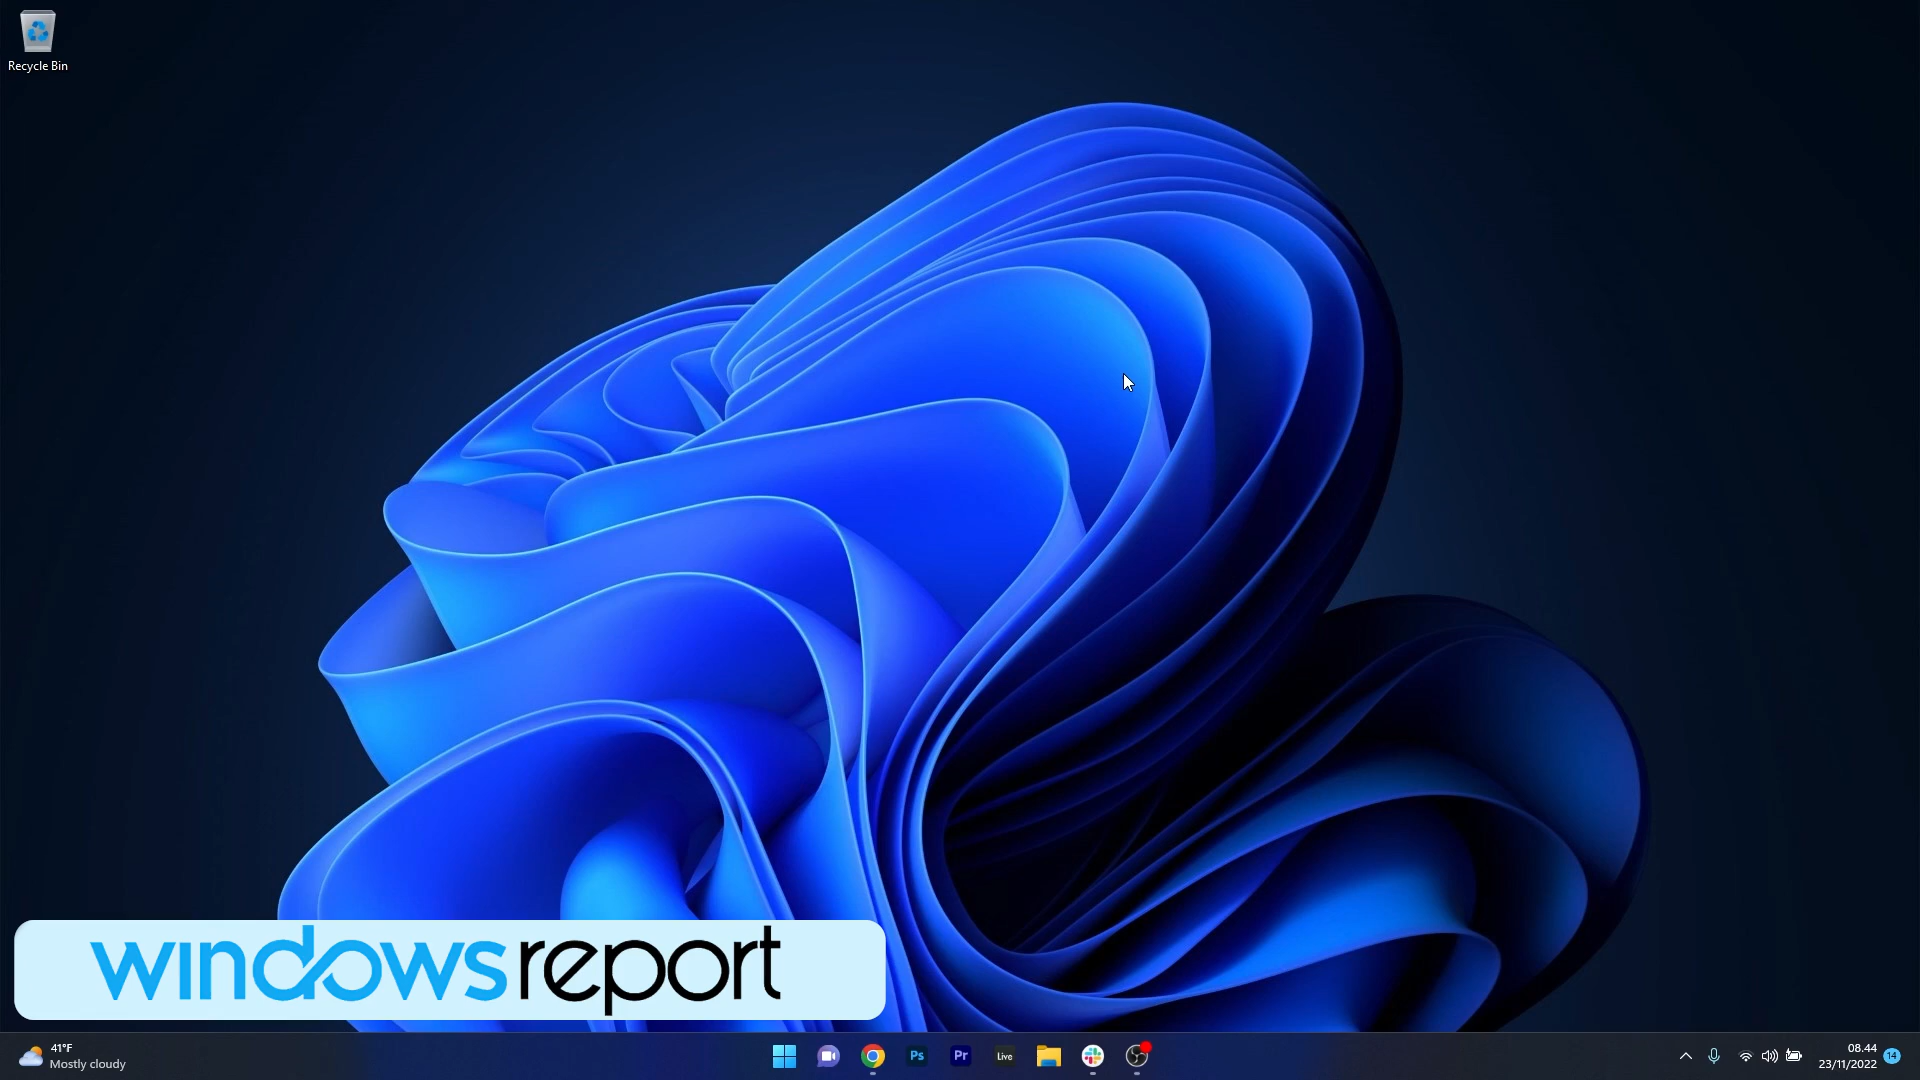 Recycle Bin
windowsreport
41°F
Mostly cloudy
Ps
Pr
Live
08.44
23/11/2022
14